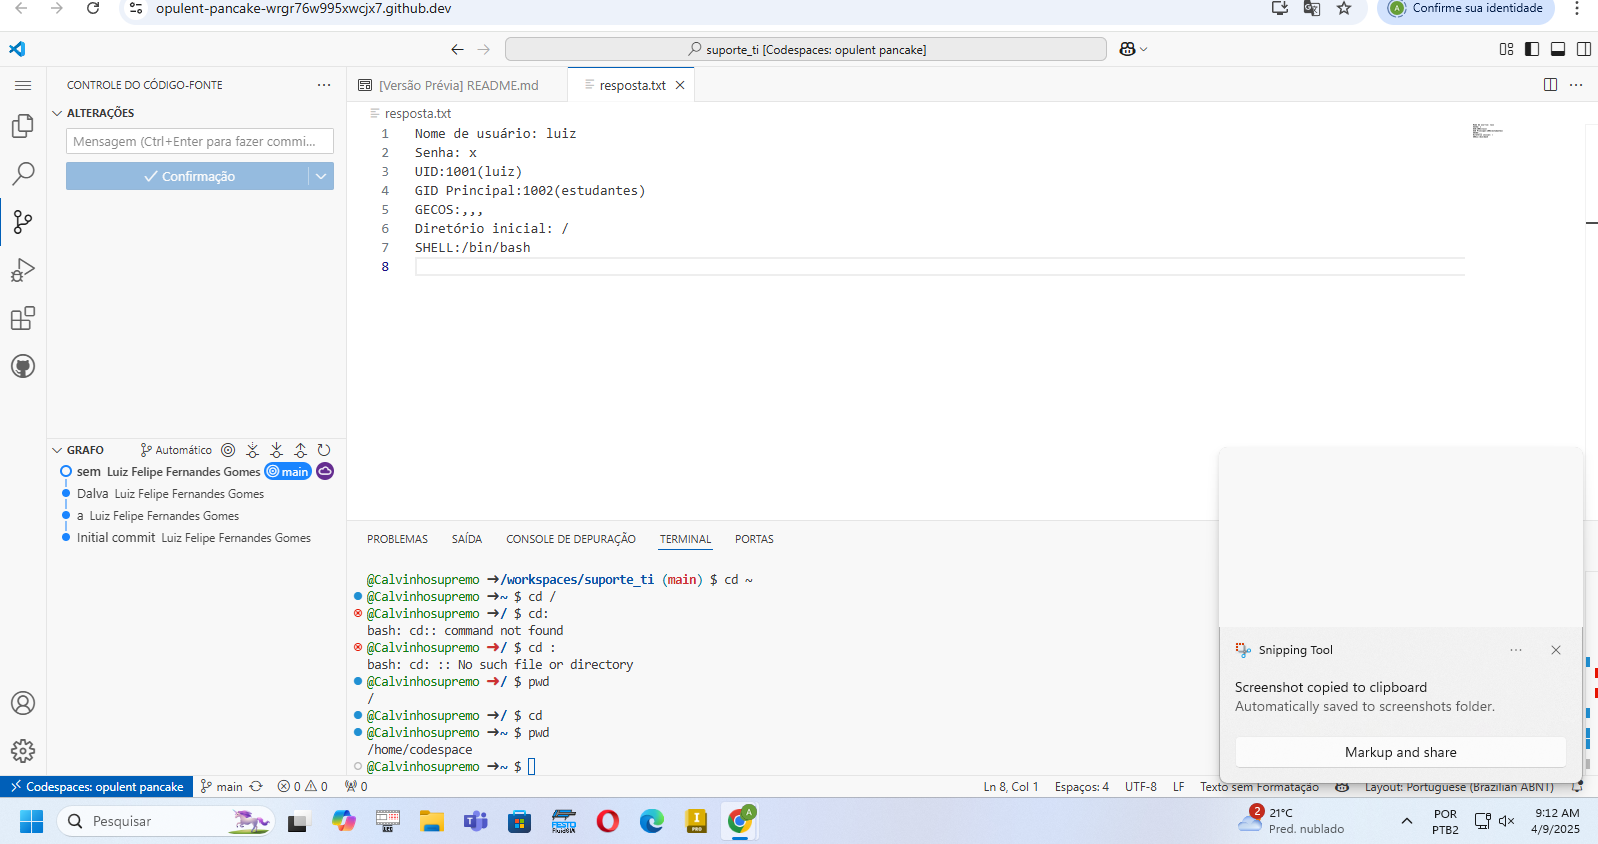 opulent-pancake-wrgr76w995xwcjx7.github.dev
Confirme sua identidade
suporte_ti [Codespaces: opulent pancake]
CONTROLE DO CÓDIGO-FONTE
ALTERAÇÕES
Mensagem (Ctrl+Enter para fazer commi...
Confirmação
[Versão Prévia] README.md
resposta.txt
resposta.txt
1 Nome de usuário: luiz
2 Senha: x
3 UID:1001(luiz)
4 GID Principal:1002(estudantes)
5 GECOS:,,,
6 Diretório inicial: /
7 SHELL:/bin/bash
8
GRAFO
Automático
sem Luiz Felipe Fernandes Gomes main
Dalva Luiz Felipe Fernandes Gomes
a Luiz Felipe Fernandes Gomes
Initial commit Luiz Felipe Fernandes Gomes
PROBLEMAS SAÍDA CONSOLE DE DEPURAÇÃO TERMINAL PORTAS
@Calvinhosupremo ➜/workspaces/suporte_ti (main) $ cd ~
@Calvinhosupremo ➜~ $ cd /
@Calvinhosupremo ➜/ $ cd:
bash: cd:: command not found
@Calvinhosupremo ➜/ $ cd :
bash: cd: :: No such file or directory
@Calvinhosupremo ➜/ $ pwd
/
@Calvinhosupremo ➜/ $ cd
@Calvinhosupremo ➜~ $ pwd
/home/codespace
@Calvinhosupremo ➜~ $
Snipping Tool
Screenshot copied to clipboard
Automatically saved to screenshots folder.
Markup and share
Codespaces: opulent pancake
main
0
0
0
Ln 8, Col 1
Espaços: 4
UTF-8
LF
Texto sem Formatação
Layout: Portuguese (Brazilian ABNT)
Pesquisar
2
21°C
Pred. nublado
POR
PTB2
9:12 AM
4/9/2025